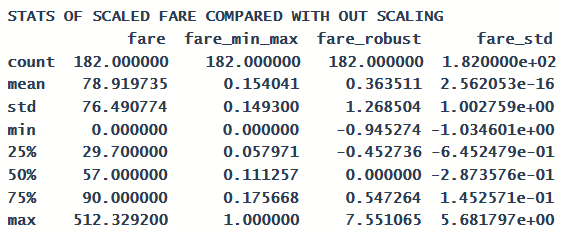 STATS OF SCALED FARE COMPARED WITH OUT SCALING
fare fare_min_max fare_robust fare_std
count 182.000000 182.000000 182.000000 1.820000e+02
mean 78.919735 0.154041 0.363511 2.562053e-16
std 76.490774 0.149300 1.268504 1.002759e+00
min 0.000000 0.000000 -0.945274 -1.034601e+00
25% 29.700000 0.057971 -0.452736 -6.452479e-01
50% 57.000000 0.111257 0.000000 -2.873576e-01
75% 90.000000 0.175668 0.547264 1.452571e-01
max 512.329200 1.000000 7.551065 5.681797e+00